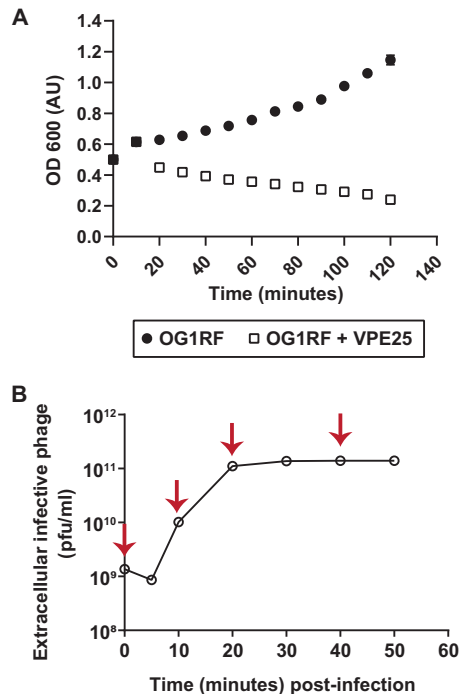 A
OD 600 (AU)
1.4
1.2
1.0
0.8
0.6
0.4
0.2
0.0
0 20 40 60 80 100 120 140
Time (minutes)
OG1RF OG1RF + VPE25
B
Extracellular infective phage
(pfu/ml)
10¹²
10¹¹
10¹⁰
10⁹
10⁸
0 10 20 30 40 50 60
Time (minutes) post-infection